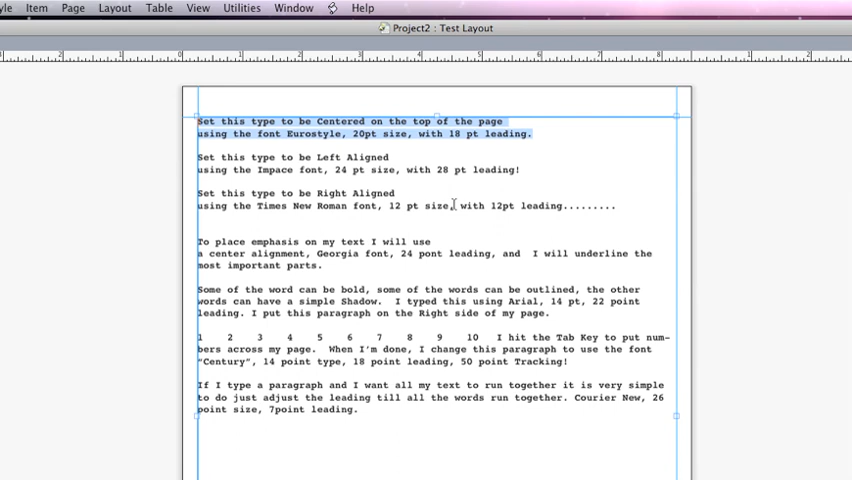 yle Item Page Layout Table View Utilities Window Help
Project2 : Test Layout
0 1 2 3 4 5 6 7 8
Set this type to be Centered on the top of the page
using the font Eurostyle, 20pt size, with 18 pt leading.
Set this type to be Left Aligned
using the Impace font, 24 pt size, with 28 pt leading!
Set this type to be Right Aligned
using the Times New Roman font, 12 pt size, with 12pt leading.........
To place emphasis on my text I will use
a center alignment, Georgia font, 24 pont leading, and I will underline the
most important parts.
Some of the word can be bold, some of the words can be outlined, the other
words can have a simple Shadow. I typed this using Arial, 14 pt, 22 point
leading. I put this paragraph on the Right side of my page.
1 2 3 4 5 6 7 8 9 10 I hit the Tab Key to put num-
bers across my page. When I'm done, I change this paragraph to use the font
"Century", 14 point type, 18 point leading, 50 point Tracking!
If I type a paragraph and I want all my text to run together it is very simple
to do just adjust the leading till all the words run together. Courier New, 26
point size, 7point leading.